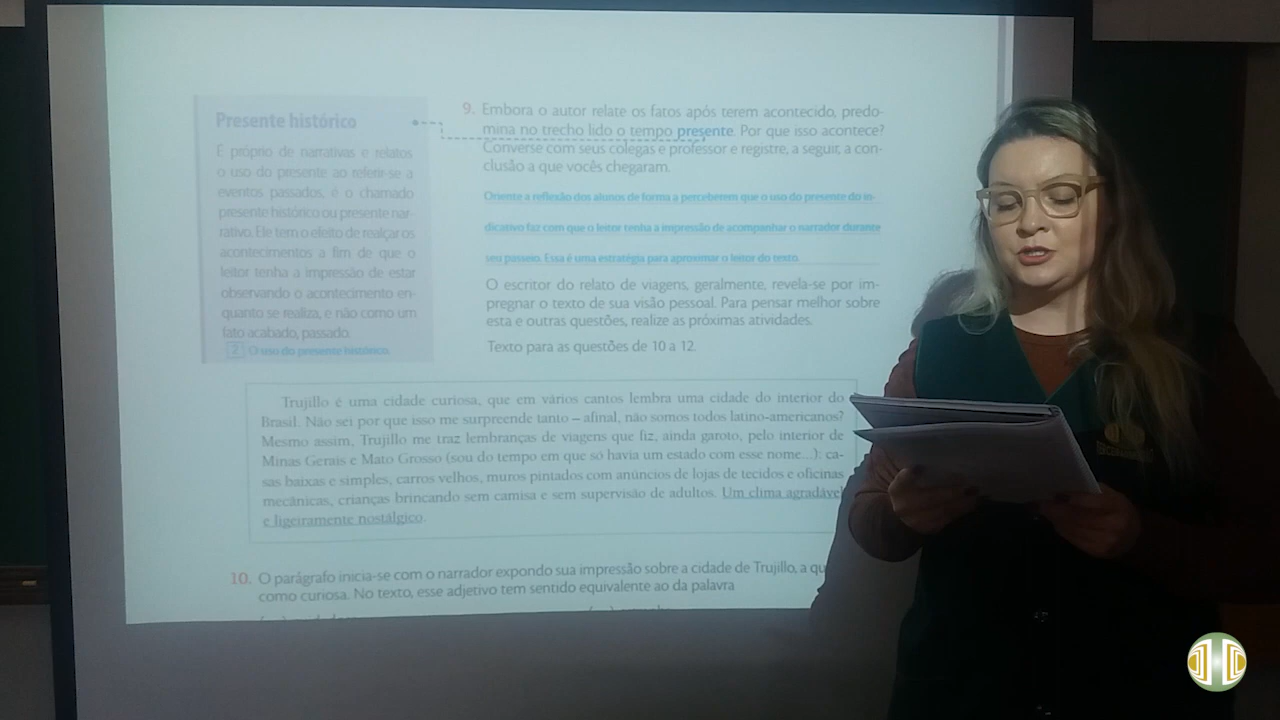 Presente histórico
É próprio de narrativas e relatos
o uso do presente ao referir-se a
eventos passados, é o chamado
presente histórico ou presente nar-
rativo. Ele tem o efeito de realçar os
acontecimentos a fim de que o
leitor tenha a impressão de estar
observando o acontecimento en-
quanto se realiza, e não como um
fato acabado, passado.
2 O uso do presente histórico.
9. Embora o autor relate os fatos após terem acontecido, predo-
mina no trecho lido o tempo presente. Por que isso acontece?
Converse com seus colegas e professor e registre, a seguir, a con-
clusão a que vocês chegaram.
Oriente a reflexão dos alunos de forma a perceberem que o uso do presente do in-
dicativo faz com que o leitor tenha a impressão de acompanhar o narrador durante
seu passeio. Essa é uma estratégia para aproximar o leitor do texto.
O escritor do relato de viagens, geralmente, revela-se por im-
pregnar o texto de sua visão pessoal. Para pensar melhor sobre
esta e outras questões, realize as próximas atividades.
Texto para as questões de 10 a 12.
Trujillo é uma cidade curiosa, que em vários cantos lembra uma cidade do interior do
Brasil. Não sei por que isso me surpreende tanto – afinal, não somos todos latino-americanos?
Mesmo assim, Trujillo me traz lembranças de viagens que fiz, ainda garoto, pelo interior de
Minas Gerais e Mato Grosso (sou do tempo em que só havia um estado com esse nome...): ca-
sas baixas e simples, carros velhos, muros pintados com anúncios de lojas de tecidos e oficinas
mecânicas, crianças brincando sem camisa e sem supervisão de adultos. Um clima agradável
e ligeiramente nostálgico.
10. O parágrafo inicia-se com o narrador expondo sua impressão sobre a cidade de Trujillo, a qu
como curiosa. No texto, esse adjetivo tem sentido equivalente ao da palavra